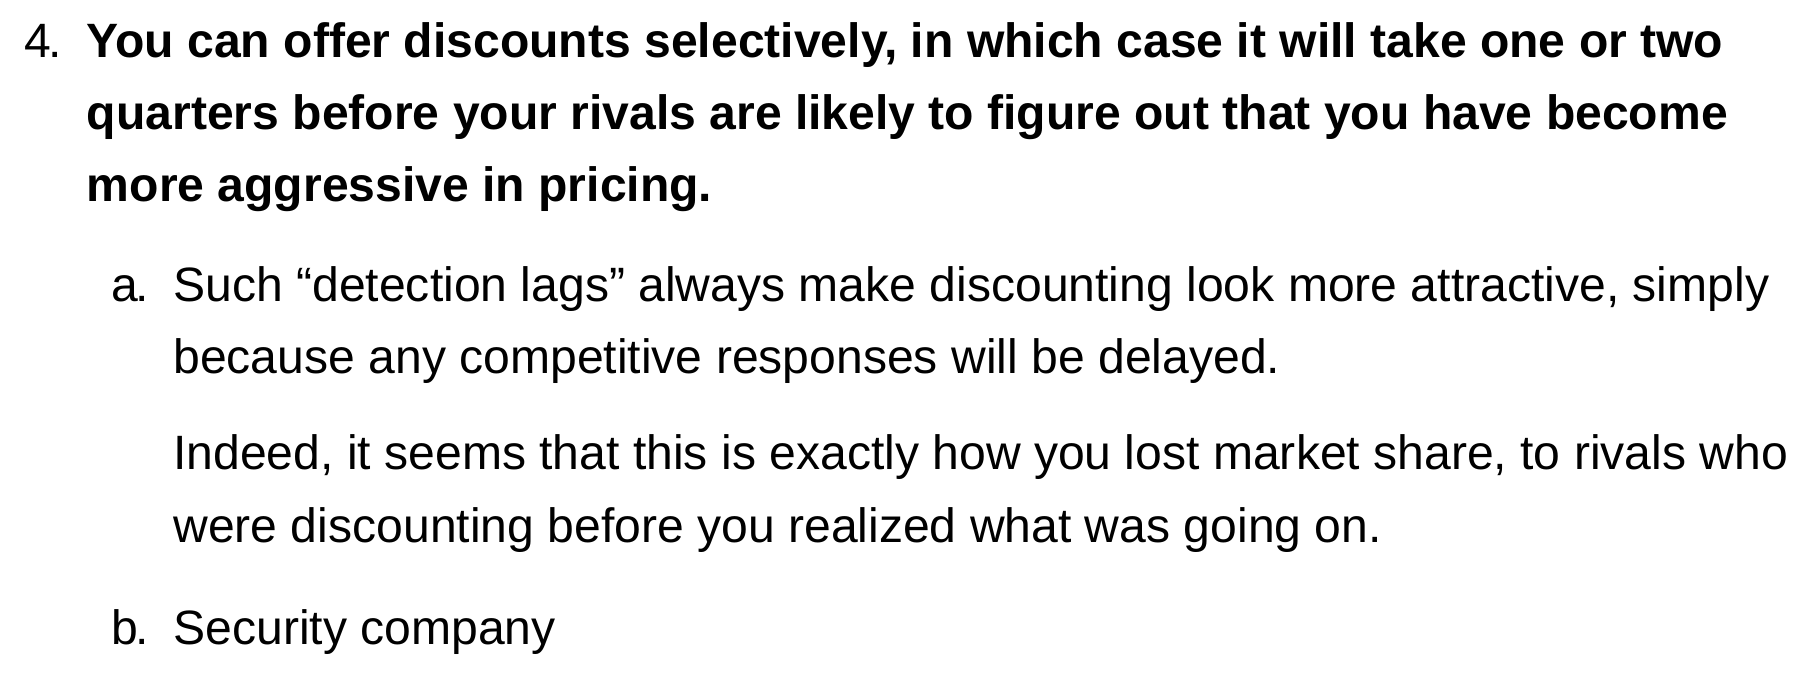 4. You can offer discounts selectively, in which case it will take one or two
quarters before your rivals are likely to figure out that you have become
more aggressive in pricing.
a. Such “detection lags” always make discounting look more attractive, simply
because any competitive responses will be delayed.
Indeed, it seems that this is exactly how you lost market share, to rivals who
were discounting before you realized what was going on.
b. Security company